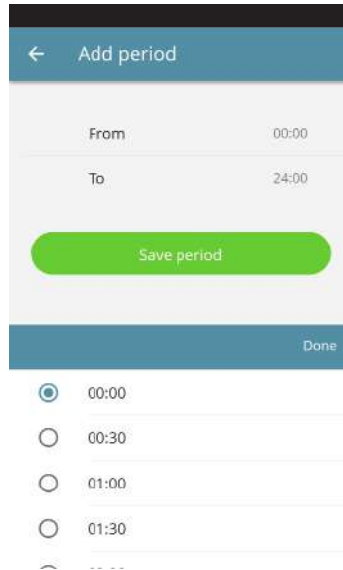 Add period
From 00:00
To 24:00
Save period
Done
00:00
00:30
01:00
01:30